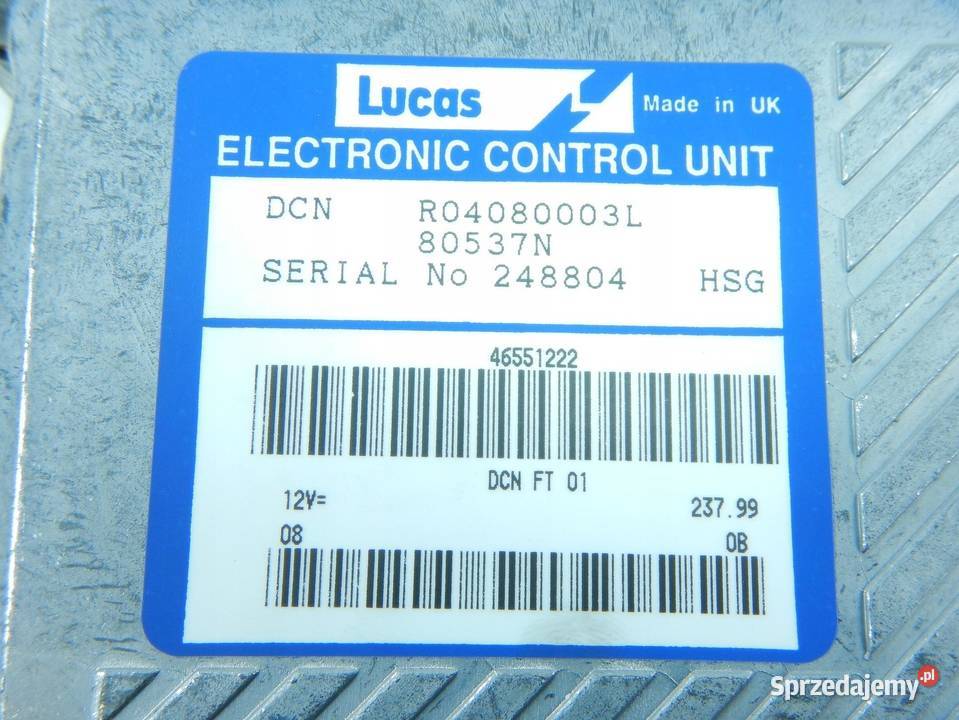 Lucas
Made in UK
ELECTRONIC CONTROL UNIT
DCN R04080003L
80537N
SERIAL No 248804 HSG
46551222
DCN FT 01
12V= 237.99
08 0B
Sprzedajemy.pl